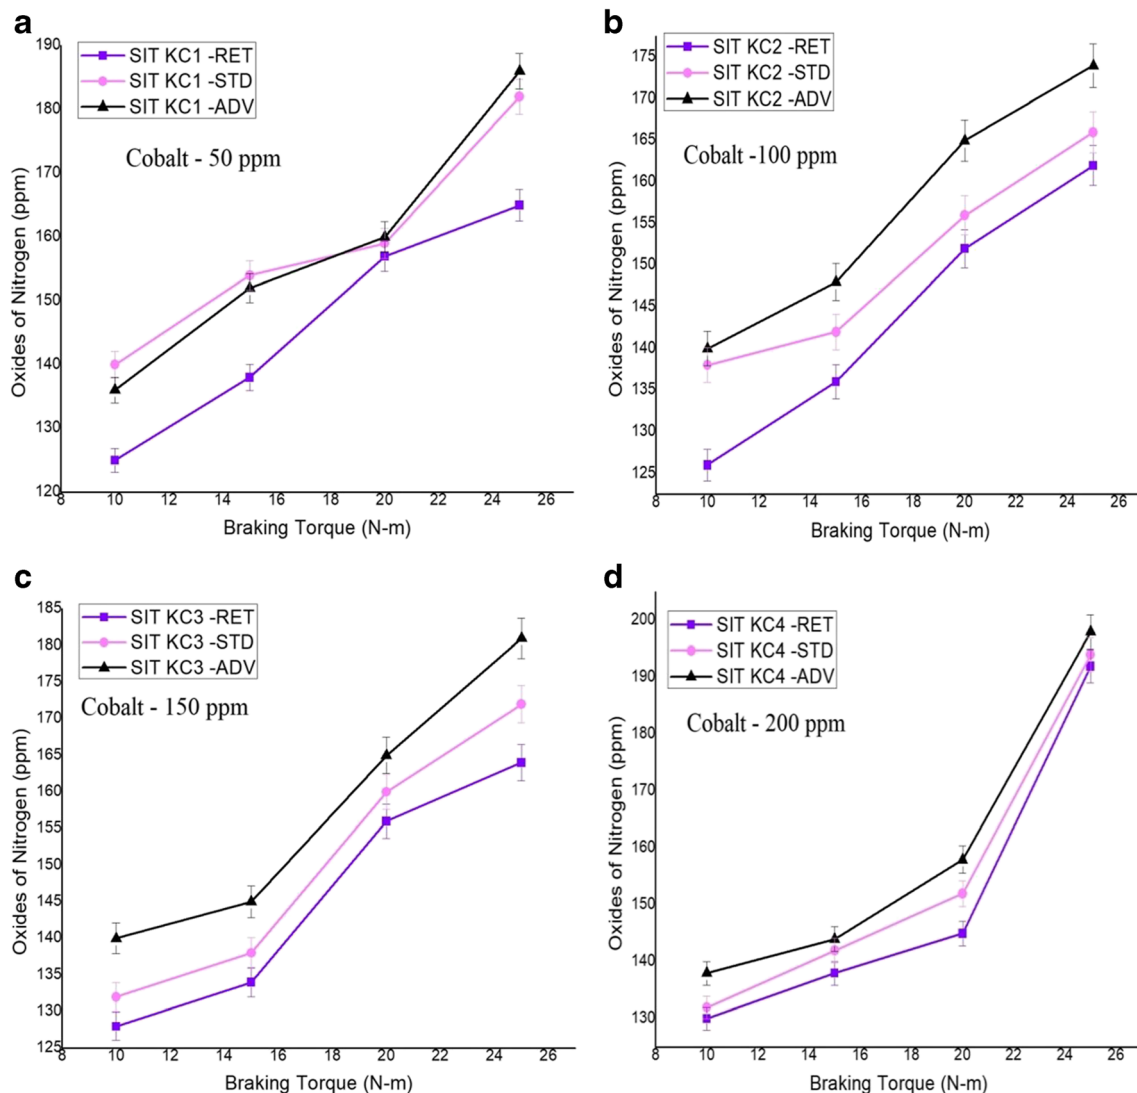 a
190
180
170
160
150
140
130
120
Oxides of Nitrogen (ppm)
SIT KC1 -RET
SIT KC1 -STD
SIT KC1 -ADV
Cobalt - 50 ppm
8 10 12 14 16 18 20 22 24 26
Braking Torque (N-m)
b
175
170
165
160
155
150
145
140
135
130
125
Oxides of Nitrogen (ppm)
SIT KC2 -RET
SIT KC2 -STD
SIT KC2 -ADV
Cobalt -100 ppm
8 10 12 14 16 18 20 22 24 26
Braking Torque (N-m)
c
185
180
175
170
165
160
155
150
145
140
135
130
125
Oxides of Nitrogen (ppm)
SIT KC3 -RET
SIT KC3 -STD
SIT KC3 -ADV
Cobalt - 150 ppm
8 10 12 14 16 18 20 22 24 26
Braking Torque (N-m)
d
200
190
180
170
160
150
140
130
Oxides of Nitrogen (ppm)
SIT KC4 -RET
SIT KC4 -STD
SIT KC4 -ADV
Cobalt - 200 ppm
8 10 12 14 16 18 20 22 24 26
Braking Torque (N-m)